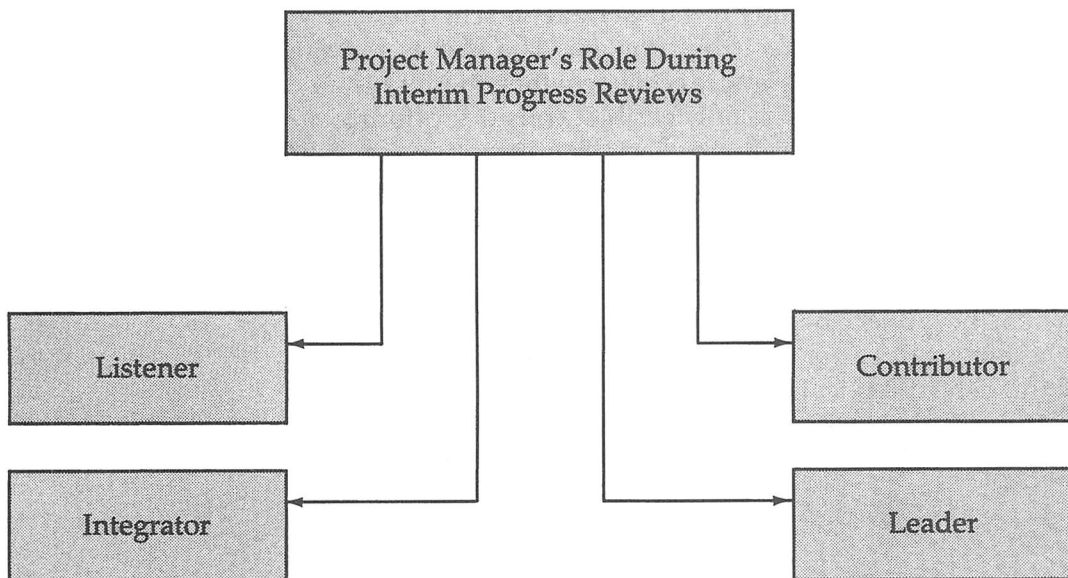 Project Manager's Role During
Interim Progress Reviews
Listener
Contributor
Integrator
Leader